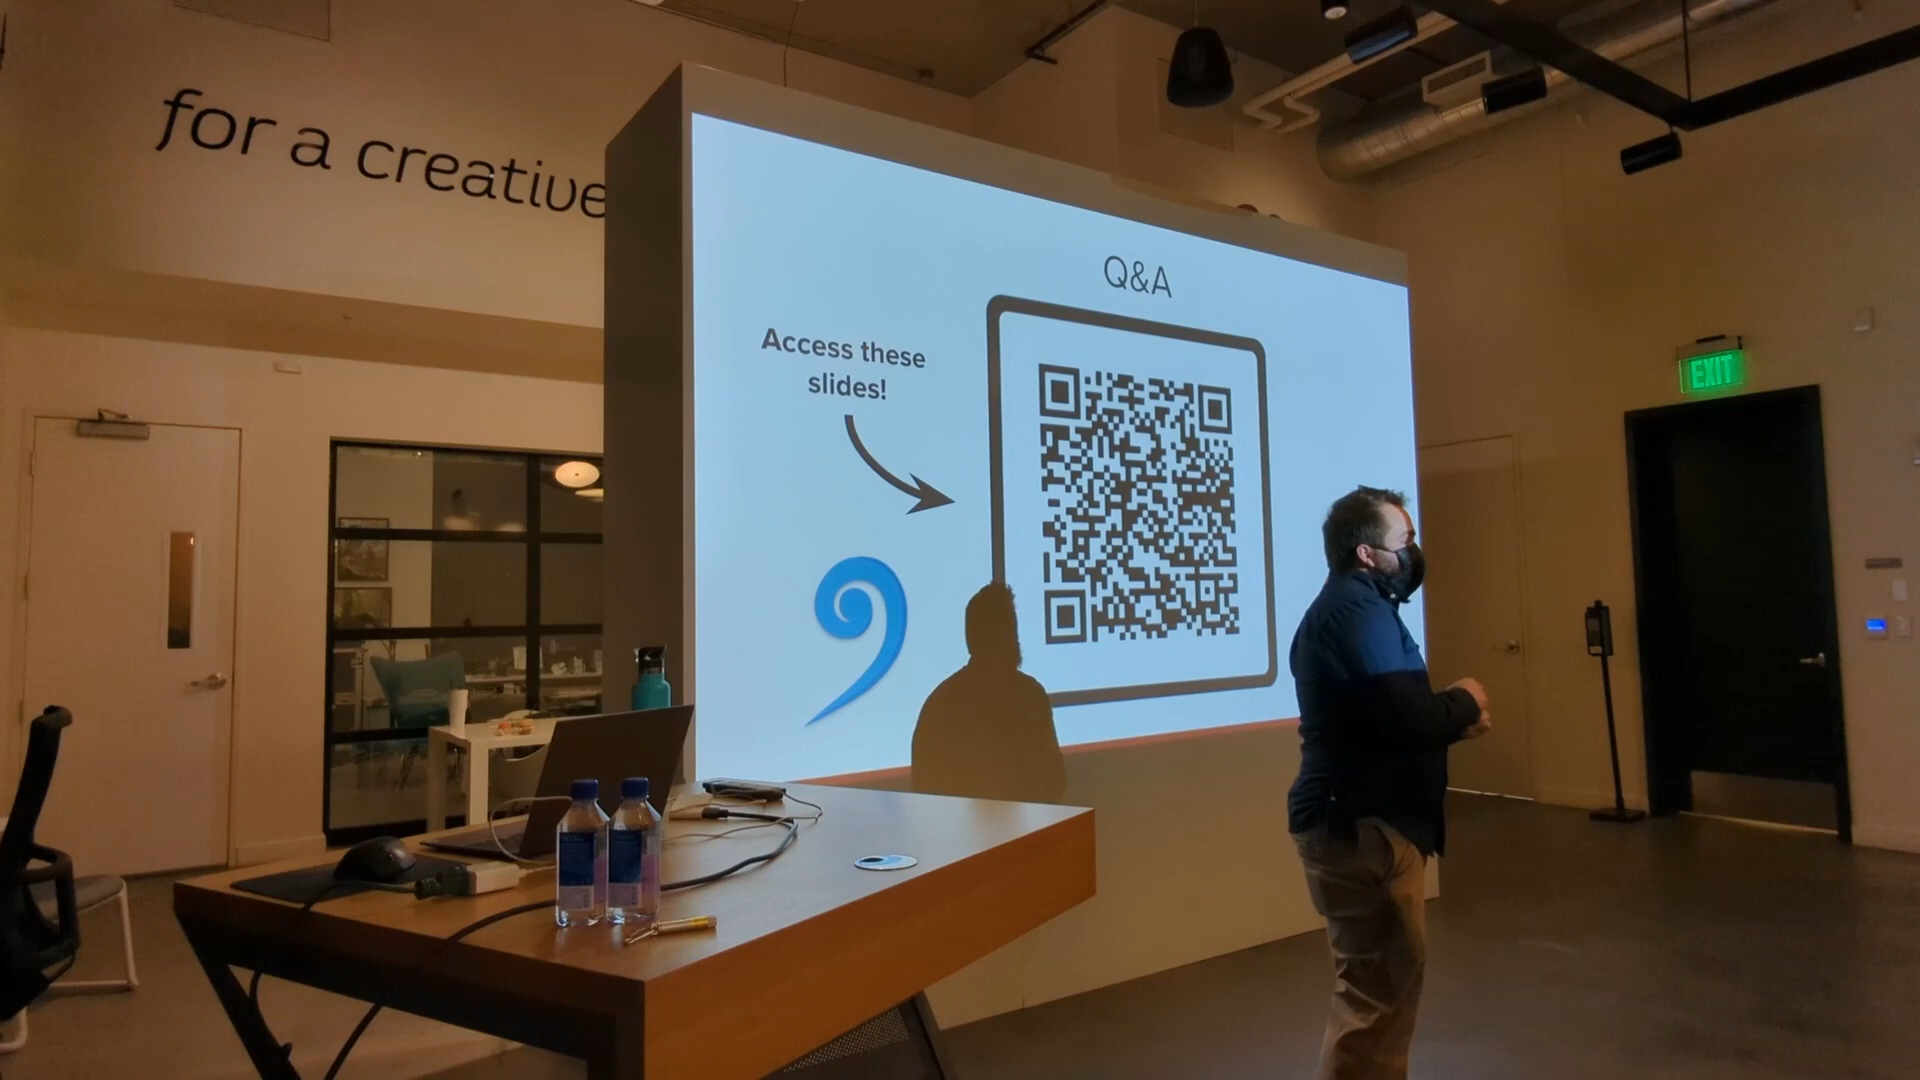 for a creative
Q&A
Access these
slides!
EXIT